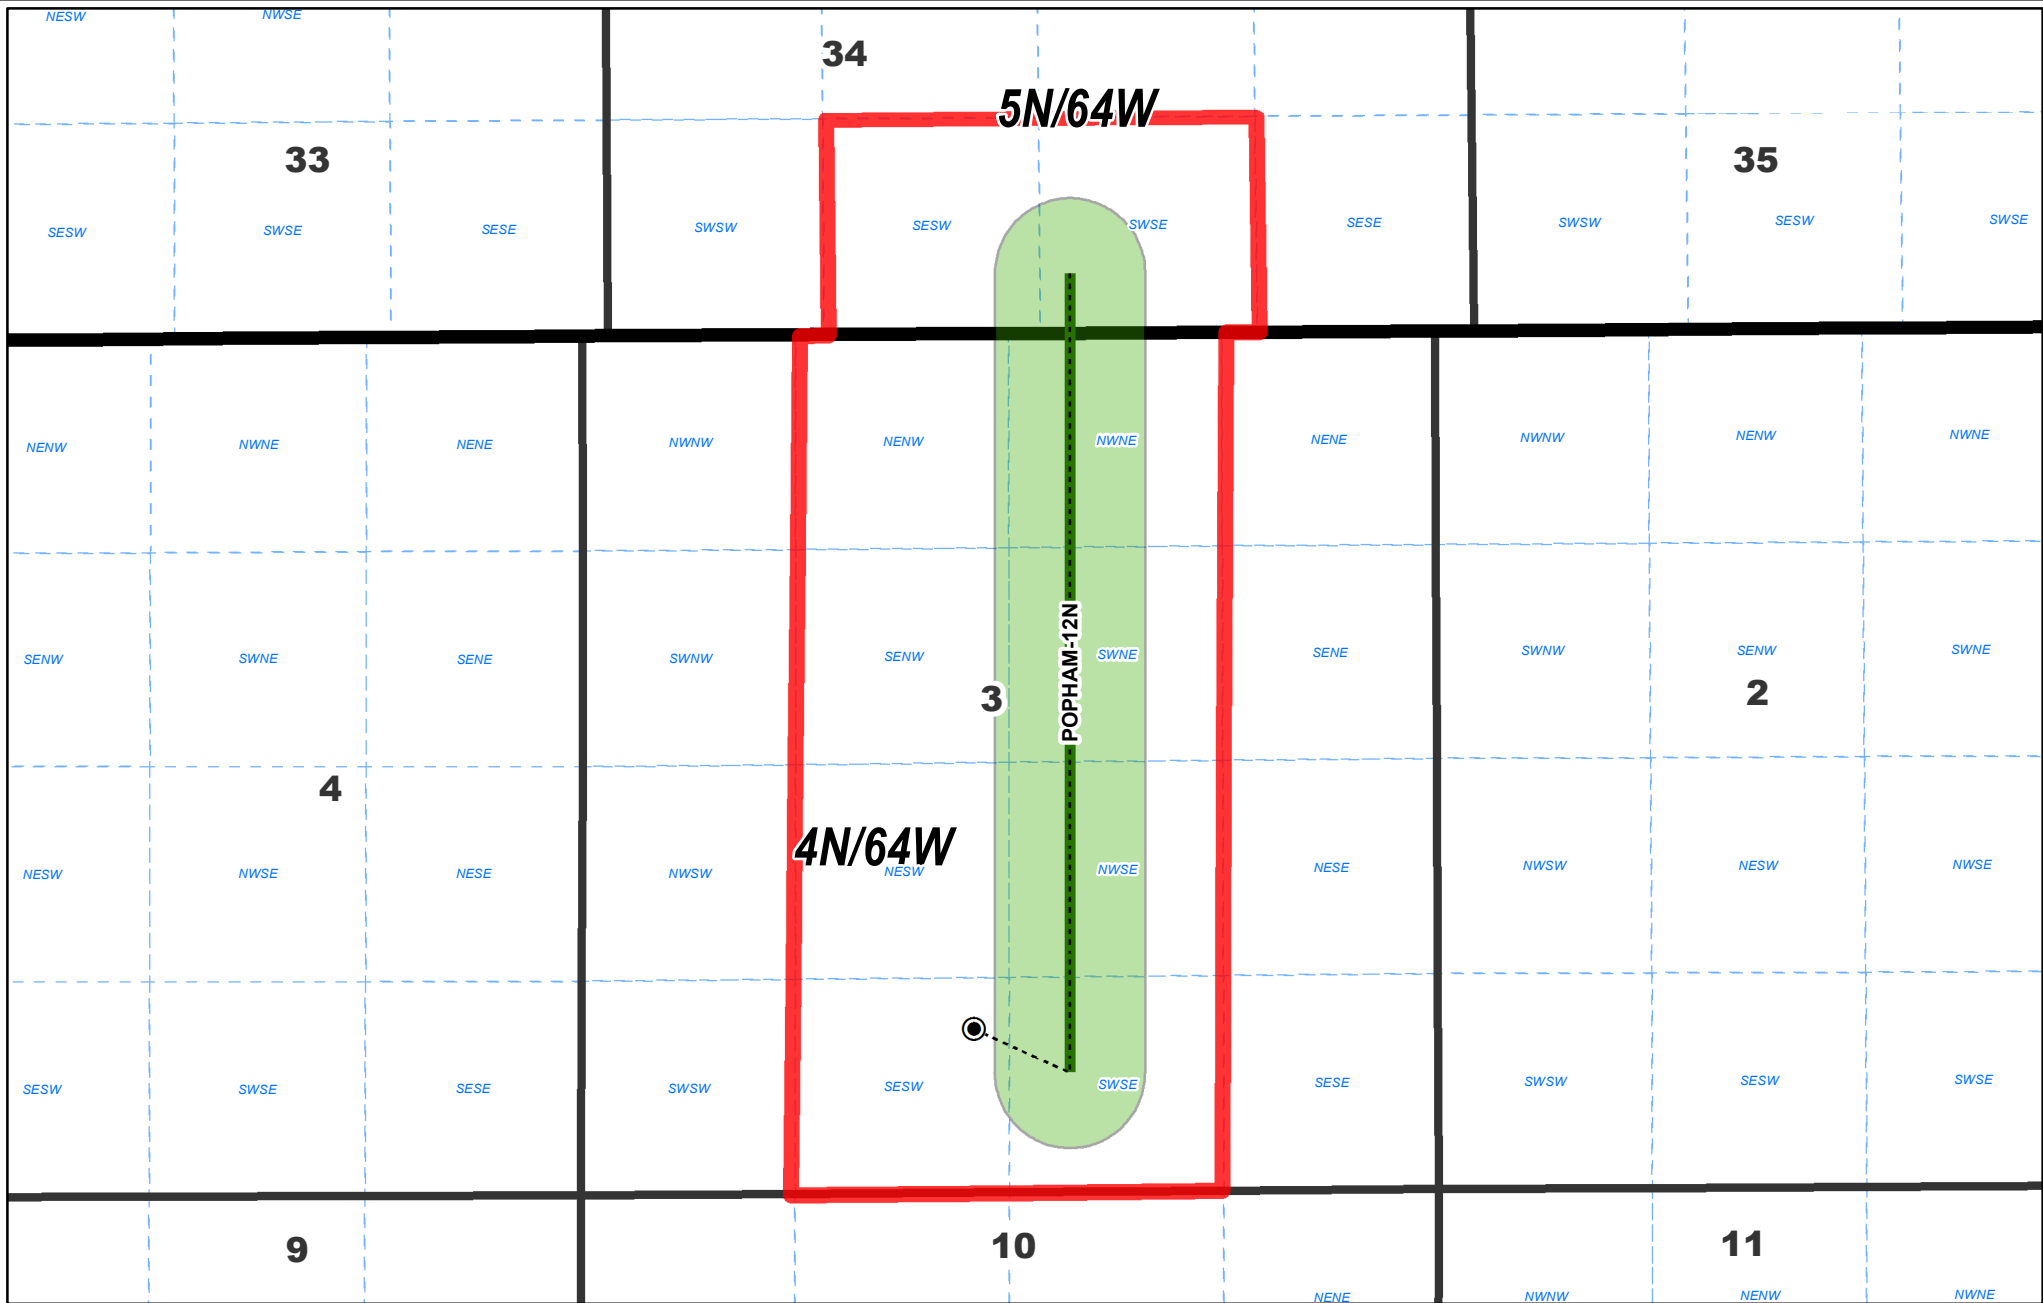 NESW NWSE
34
5N/64W
33 35
SESW SWSE SESE SWSW SESW SWSE SESE SWSW SESW SWSE
NENW NWNE NENE NWNW NENW NWNE NENE NWNW NENW NWNE
SENW SWNE SENE SWNW SENW SWNE SENE SWNW SENW SWNE
POPHAM-12N
3 2
4
4N/64W
NESW NWSE NESE NWSW NESW NWSE NESE NWSW NESW NWSE
SESW SWSE SESE SWSW SESW SWSE SESE SWSW SESW SWSE
9 10 11
NENE NWNW NENW NWNE